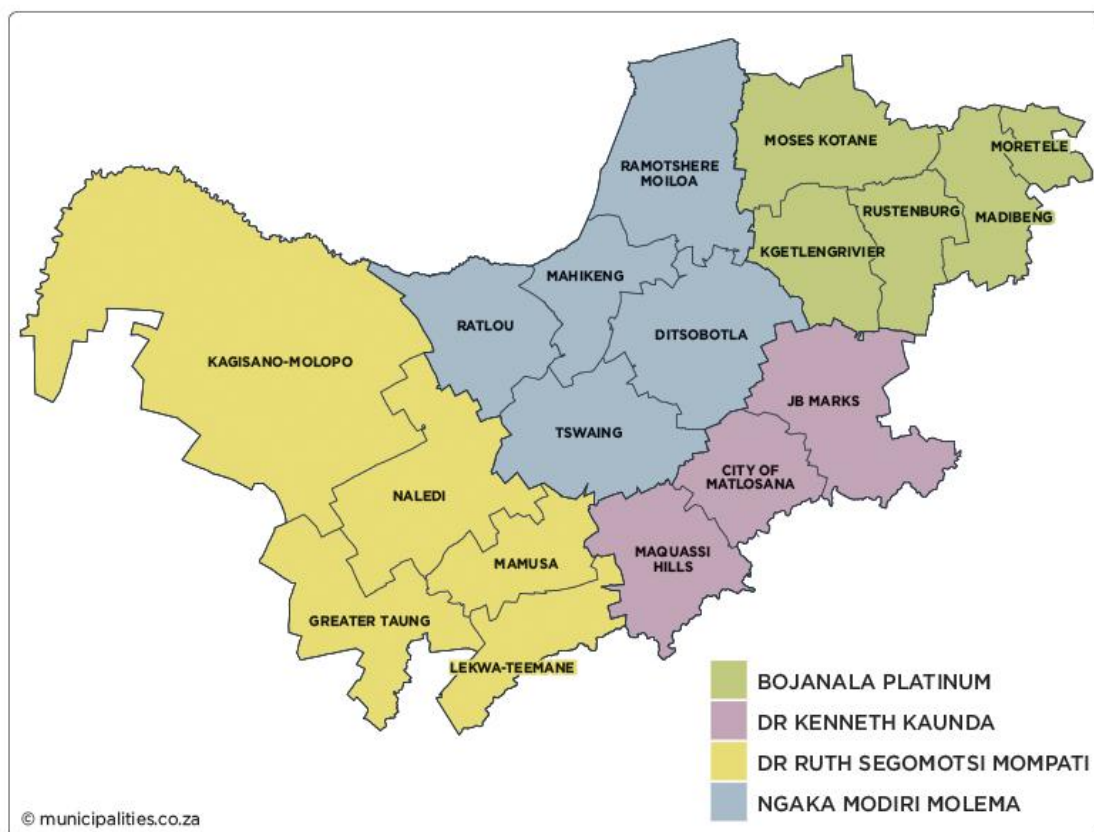 MOSES KOTANE
MORETELE
RAMOTSHERE
MOILOA
RUSTENBURG
MADIBENG
KGETLENGRIVIER
MAHIKENG
RATLOU
DITSOBOTLA
KAGISANO-MOLOPO
JB MARKS
TSWAING
CITY OF
MATLOSANA
NALEDI
MAQUASSI
HILLS
MAMUSA
GREATER TAUNG
LEKWA-TEEMANE
BOJANALA PLATINUM
DR KENNETH KAUNDA
DR RUTH SEGOMOTSI MOMPATI
NGAKA MODIRI MOLEMA
© municipalities.co.za